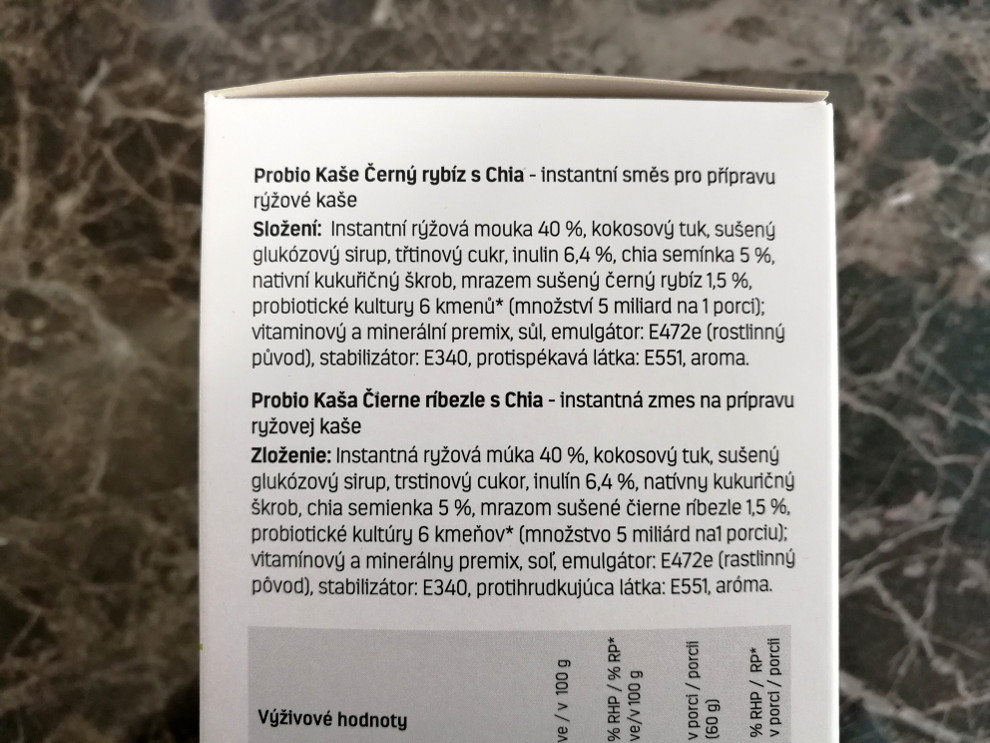 Probio Kaše Černý rybíz s Chia - instantní směs pro přípravu
rýžové kaše
Složení: Instantní rýžová mouka 40 %, kokosový tuk, sušený
glukózový sirup, třtinový cukr, inulin 6,4 %, chia semínka 5 %,
nativní kukuřičný škrob, mrazem sušený černý rybíz 1,5 %,
probiotické kultury 6 kmenů* (množství 5 miliard na 1 porci);
vitaminový a minerální premix, sůl, emulgátor: E472e (rostlinný
původ), stabilizátor: E340, protispékavá látka: E551, aroma.
Probio Kaša Čierne ríbezle s Chia - instantná zmes na prípravu
ryžovej kaše
Zloženie: Instantná ryžová múka 40 %, kokosový tuk, sušený
glukózový sirup, trstinový cukor, inulín 6,4 %, natívny kukuričný
škrob, chia semienka 5 %, mrazom sušené čierne ríbezle 1,5 %,
probiotické kultúry 6 kmeňov* (množstvo 5 miliárd na1 porciu);
vitamínový a minerálny premix, soľ, emulgátor: E472e (rastlinný
pôvod), stabilizátor: E340, protihrudkujúca látka: E551, aróma.
Výživové hodnoty
ve / v 100 g
% RHP / % RP*
ve/v 100 g
v porci / porcii
(60 g)
% RHP / RP*
v porci / porcii